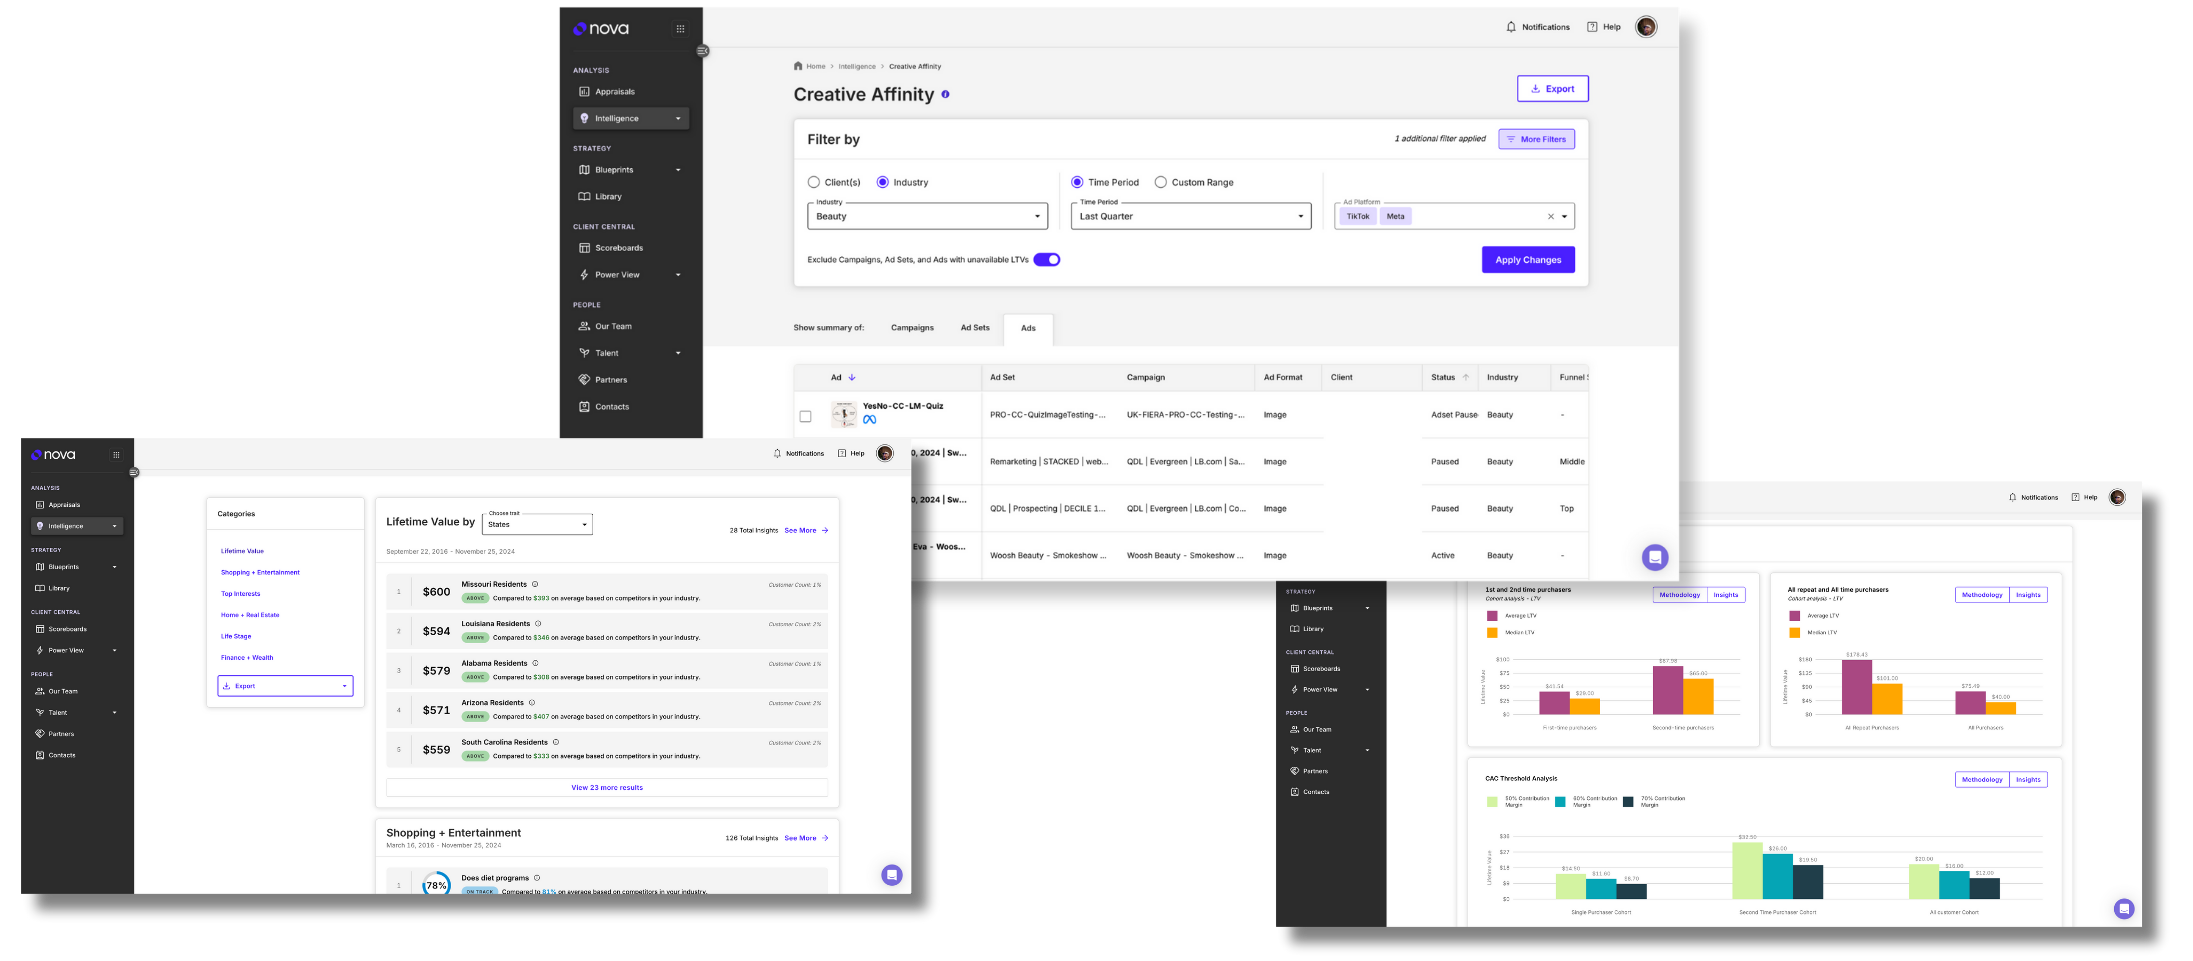 nova
ANALYSIS
Appraisals
Intelligence
STRATEGY
Blueprints
Library
CLIENT CENTRAL
Scoreboards
Power View
PEOPLE
Our Team
Talent
Partners
Contacts
Notifications
Help
Home > Intelligence > Creative Affinity
Creative Affinity
Export
Filter by
1 additional filter applied
More Filters
Client(s)
Industry
Time Period
Custom Range
Industry
Beauty
Time Period
Last Quarter
Ad Platform
TikTok
Meta
Exclude Campaigns, Ad Sets, and Ads with unavailable LTVs
Apply Changes
Show summary of:
Campaigns
Ad Sets
Ads
Ad
Ad Set
Campaign
Ad Format
Client
Status
Industry
Funnel S
YesNo-CC-LM-Quiz
PRO-CC-QuizImageTesting-...
UK-FIERA-PRO-CC-Testing-...
Image
Adset Pause
Beauty
-
0, 2024 | Sw...
Remarketing | STACKED | web...
QDL | Evergreen | LB.com | Sa...
Image
Paused
Beauty
Middle
0, 2024 | Sw...
QDL | Prospecting | DECILE 1...
QDL | Evergreen | LB.com | Co...
Image
Paused
Beauty
Top
Eva - Woos...
Woosh Beauty - Smokeshow ...
Woosh Beauty - Smokeshow ...
Image
Active
Beauty
-
nova
ANALYSIS
Appraisals
Intelligence
STRATEGY
Blueprints
Library
CLIENT CENTRAL
Scoreboards
Power View
PEOPLE
Our Team
Talent
Partners
Contacts
Notifications
Help
Categories
Lifetime Value
Shopping + Entertainment
Top Interests
Home + Real Estate
Life Stage
Finance + Wealth
Export
Lifetime Value by
Choose trait
States
28 Total Insights
See More
September 22, 2016 - November 25, 2024
1
$600
Missouri Residents
Customer Count: 1%
ABOVE
Compared to $393 on average based on competitors in your industry.
2
$594
Louisiana Residents
Customer Count: 2%
ABOVE
Compared to $346 on average based on competitors in your industry.
3
$579
Alabama Residents
Customer Count: 1%
ABOVE
Compared to $308 on average based on competitors in your industry.
4
$571
Arizona Residents
Customer Count: 2%
ABOVE
Compared to $407 on average based on competitors in your industry.
5
$559
South Carolina Residents
Customer Count: 2%
ABOVE
Compared to $333 on average based on competitors in your industry.
View 23 more results
Shopping + Entertainment
126 Total Insights
See More
March 16, 2016 - November 25, 2024
1
78%
Does diet programs
ON TRACK
Compared to 81% on average based on competitors in your industry.
Notifications
Help
STRATEGY
Blueprints
Library
CLIENT CENTRAL
Scoreboards
Power View
PEOPLE
Our Team
Talent
Partners
Contacts
1st and 2nd time purchasers
Cohort analysis - LTV
Methodology
Insights
Average LTV
Median LTV
Lifetime Value
$100
$75
$50
$25
$0
$41.54
$29.00
$87.98
$65.00
First-time purchasers
Second-time purchasers
All repeat and All time purchasers
Cohort analysis - LTV
Methodology
Insights
Average LTV
Median LTV
Lifetime Value
$180
$125
$90
$45
$0
$178.43
$101.00
$75.49
$40.00
All Repeat Purchasers
All Purchasers
CAC Threshold Analysis
Methodology
Insights
50% Contribution Margin
60% Contribution Margin
70% Contribution Margin
Lifetime Value
$36
$27
$18
$9
$0
$14.50
$11.60
$8.70
$32.50
$26.00
$19.50
$20.00
$16.00
$12.00
Single Purchaser Cohort
Second Time Purchaser Cohort
All customer Cohort